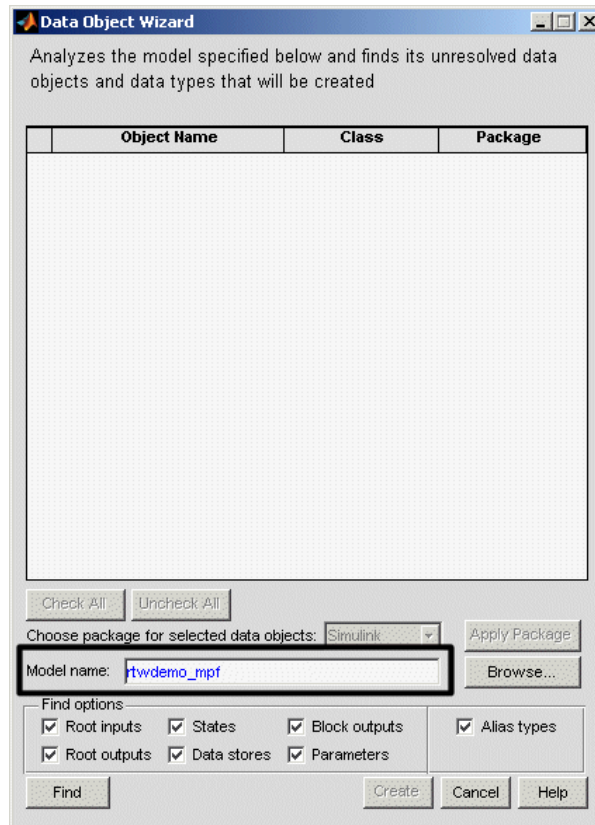 Data Object Wizard
Analyzes the model specified below and finds its unresolved data
objects and data types that will be created
Object Name Class Package
Check All Uncheck All
Choose package for selected data objects: Simulink Apply Package
Model name: rtwdemo_mpf Browse...
Find options
Root inputs States Block outputs Alias types
Root outputs Data stores Parameters
Find Create Cancel Help